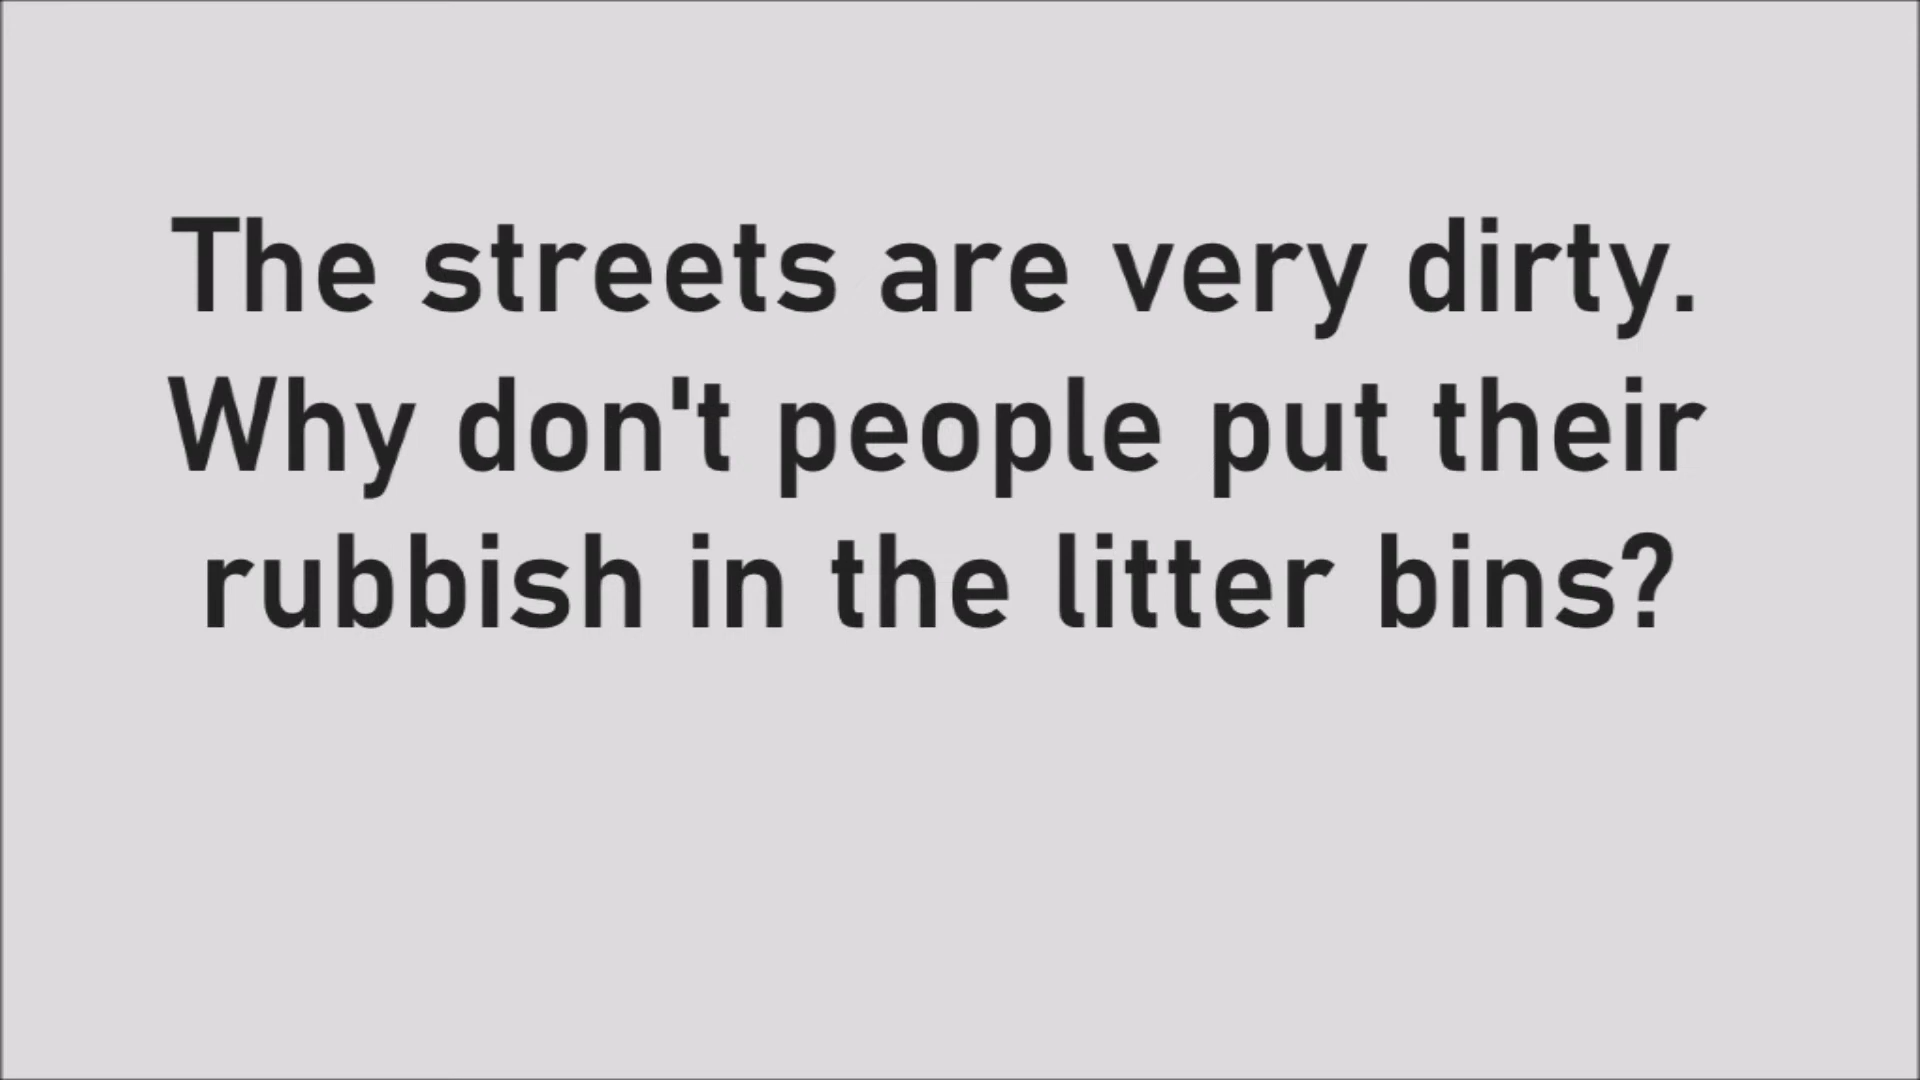 The streets are very dirty.
Why don't people put their
rubbish in the litter bins?